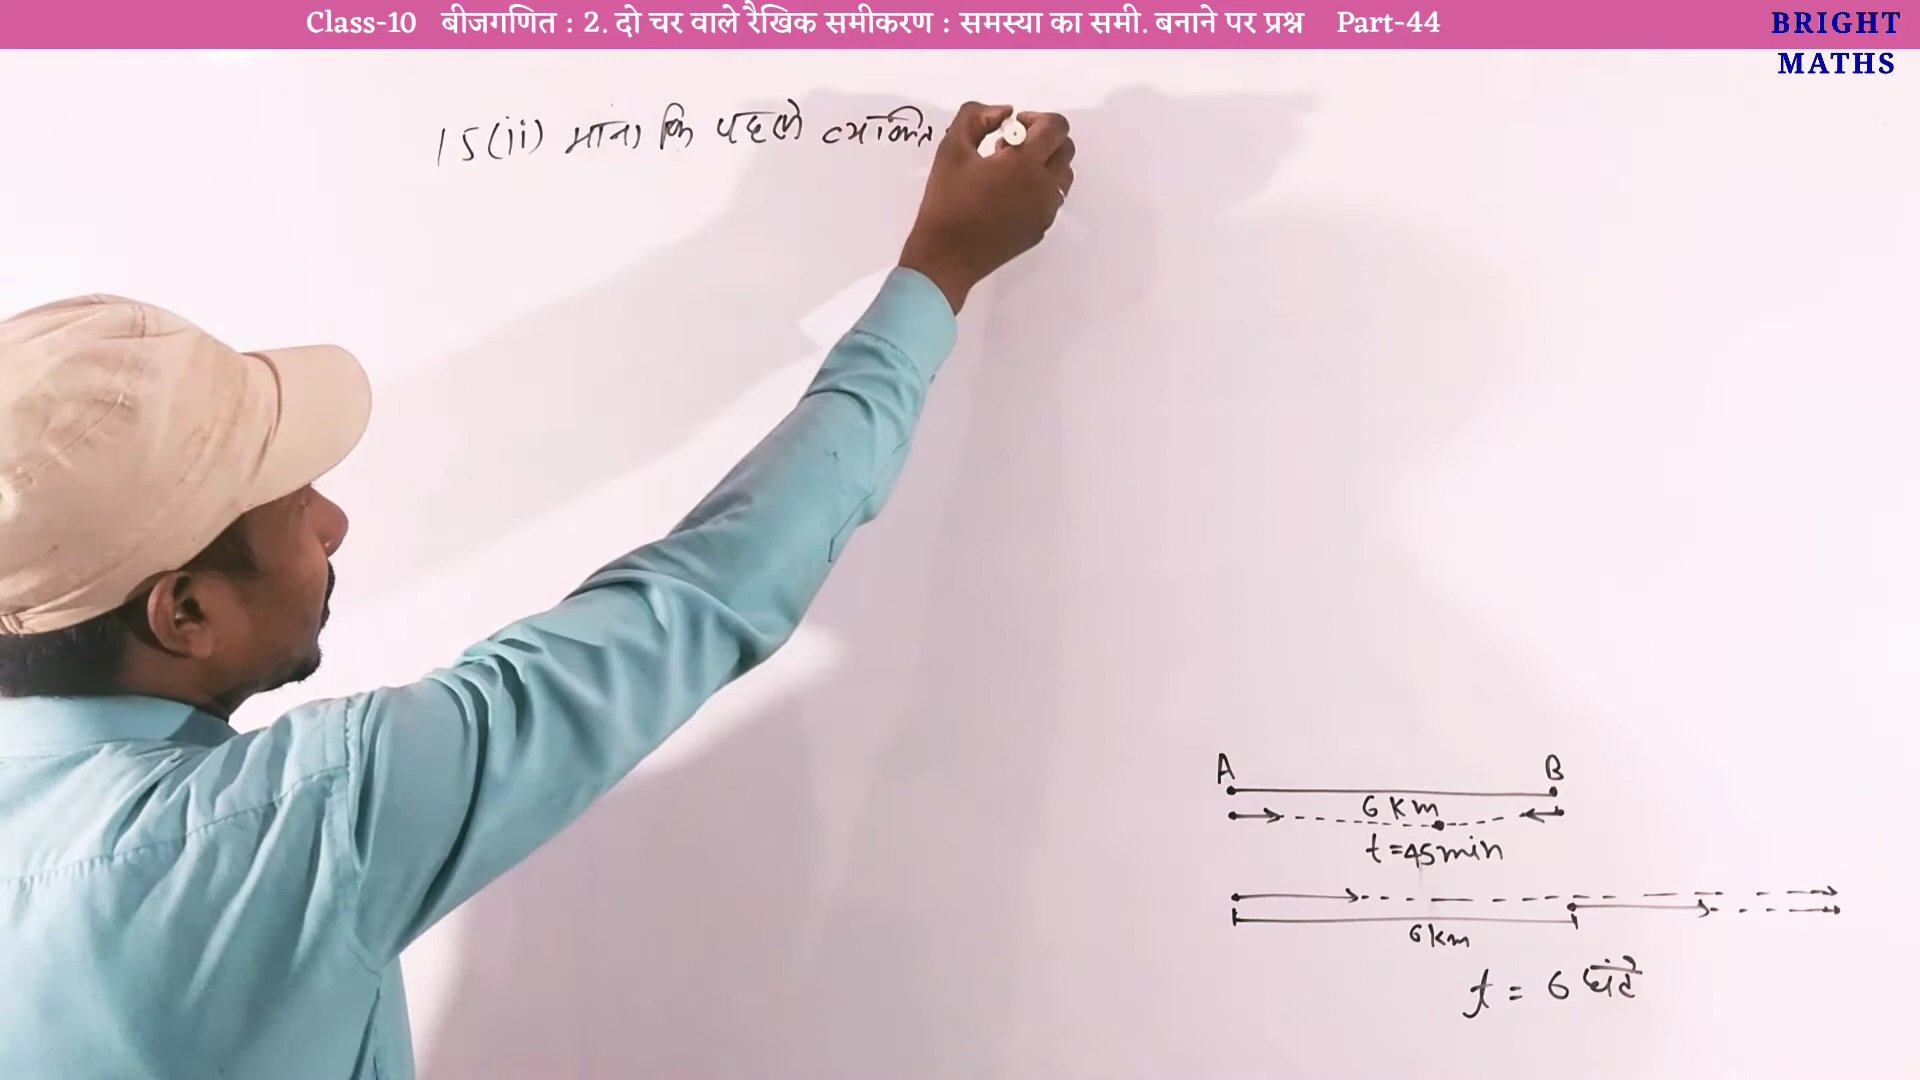 Class-10 बीजगणित : 2. दो चर वाले रैखिक समीकरण : समस्या का समी. बनाने पर प्रश्न Part-44
BRIGHT
MATHS
15(ii) माना कि पहले व्यक्ति
A B
6 km
t = 45 min
6 km
t = 6 घंटे